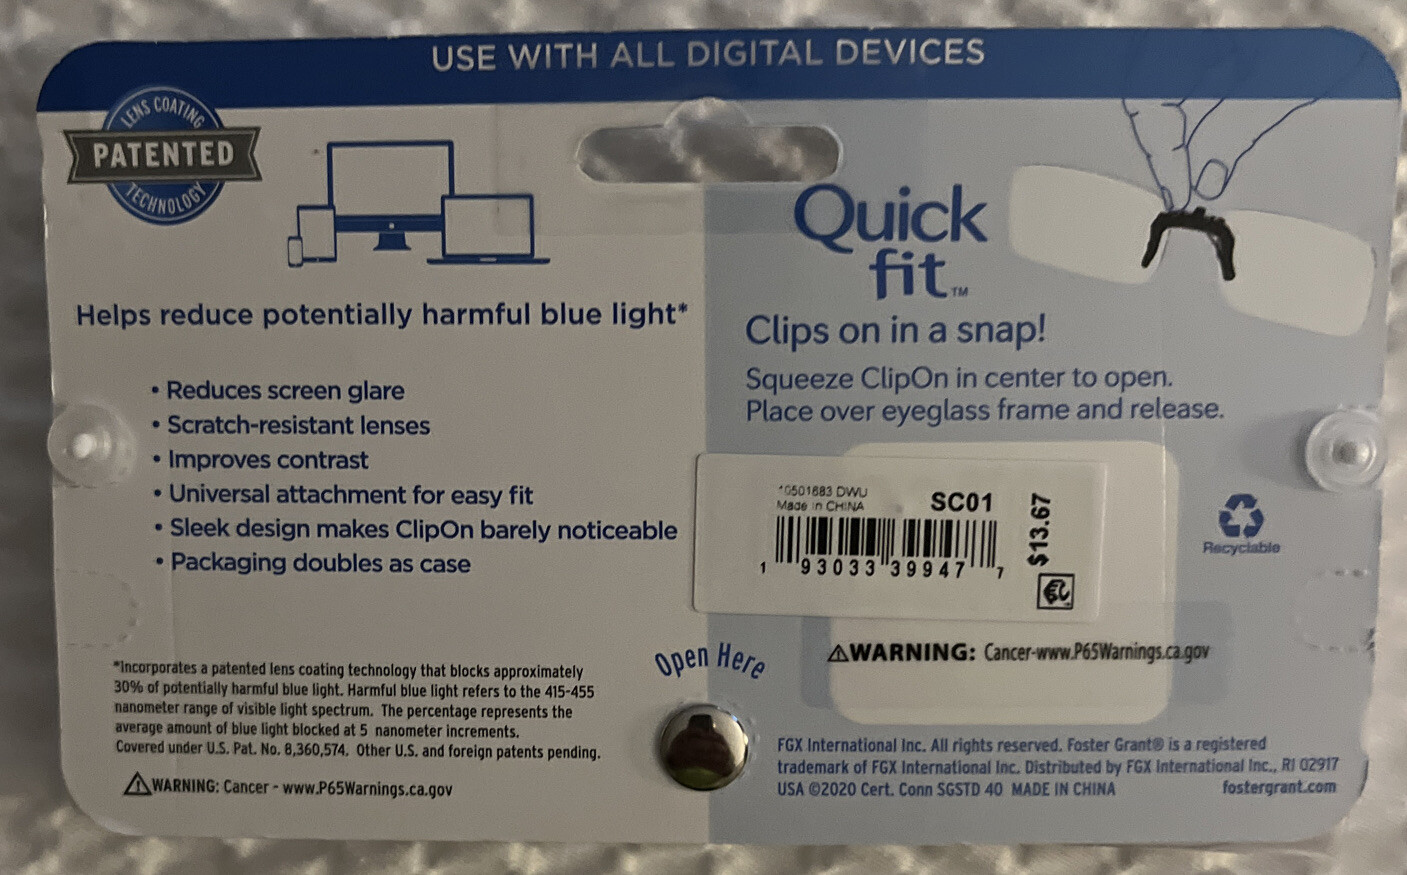 USE WITH ALL DIGITAL DEVICES
LENS COATING
PATENTED
TECHNOLOGY
Helps reduce potentially harmful blue light*
• Reduces screen glare
• Scratch-resistant lenses
• Improves contrast
• Universal attachment for easy fit
• Sleek design makes ClipOn barely noticeable
• Packaging doubles as case
*Incorporates a patented lens coating technology that blocks approximately
30% of potentially harmful blue light. Harmful blue light refers to the 415-455
nanometer range of visible light spectrum. The percentage represents the
average amount of blue light blocked at 5 nanometer increments.
Covered under U.S. Pat. No. 8,360,574. Other U.S. and foreign patents pending.
⚠WARNING: Cancer - www.P65Warnings.ca.gov
Open Here
Quick
fit™
Clips on in a snap!
Squeeze ClipOn in center to open.
Place over eyeglass frame and release.
DWU
Made in CHINA
SC01
$13.67
1 93033 39947 7
Recyclable
⚠WARNING: Cancer-www.P65Warnings.ca.gov
FGX International Inc. All rights reserved. Foster Grant® is a registered
trademark of FGX International Inc. Distributed by FGX International Inc., RI 02917
USA ©2020 Cert. Conn SGSTD 40 MADE IN CHINA
fostergrant.com